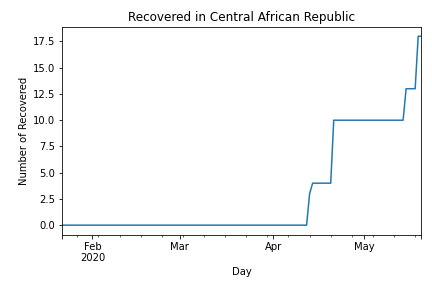 Recovered in Central African Republic
Number of Recovered
17.5
15.0
12.5
10.0
7.5
5.0
2.5
0.0
Feb
2020
Mar
Apr
May
Day